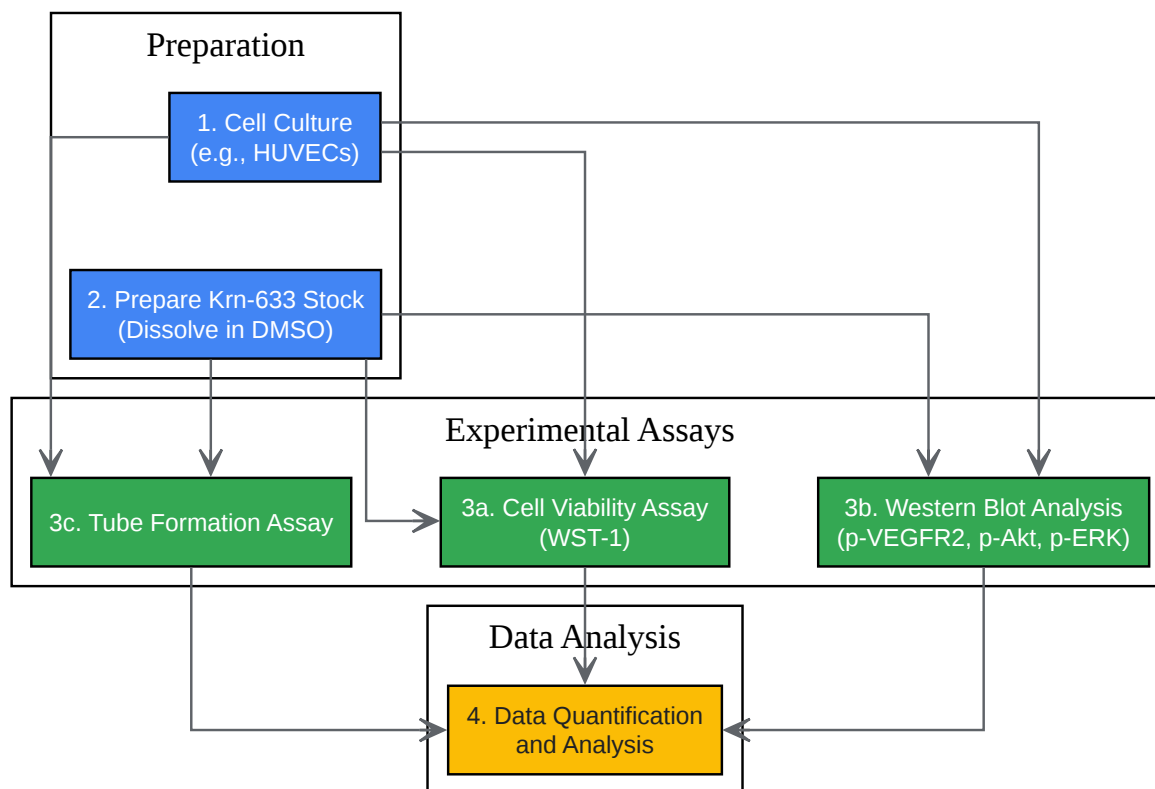 Preparation
1. Cell Culture
(e.g., HUVECs)
2. Prepare Krn-633 Stock
(Dissolve in DMSO)
Experimental Assays
3c. Tube Formation Assay
3a. Cell Viability Assay
(WST-1)
3b. Western Blot Analysis
(p-VEGFR2, p-Akt, p-ERK)
Data Analysis
4. Data Quantification
and Analysis